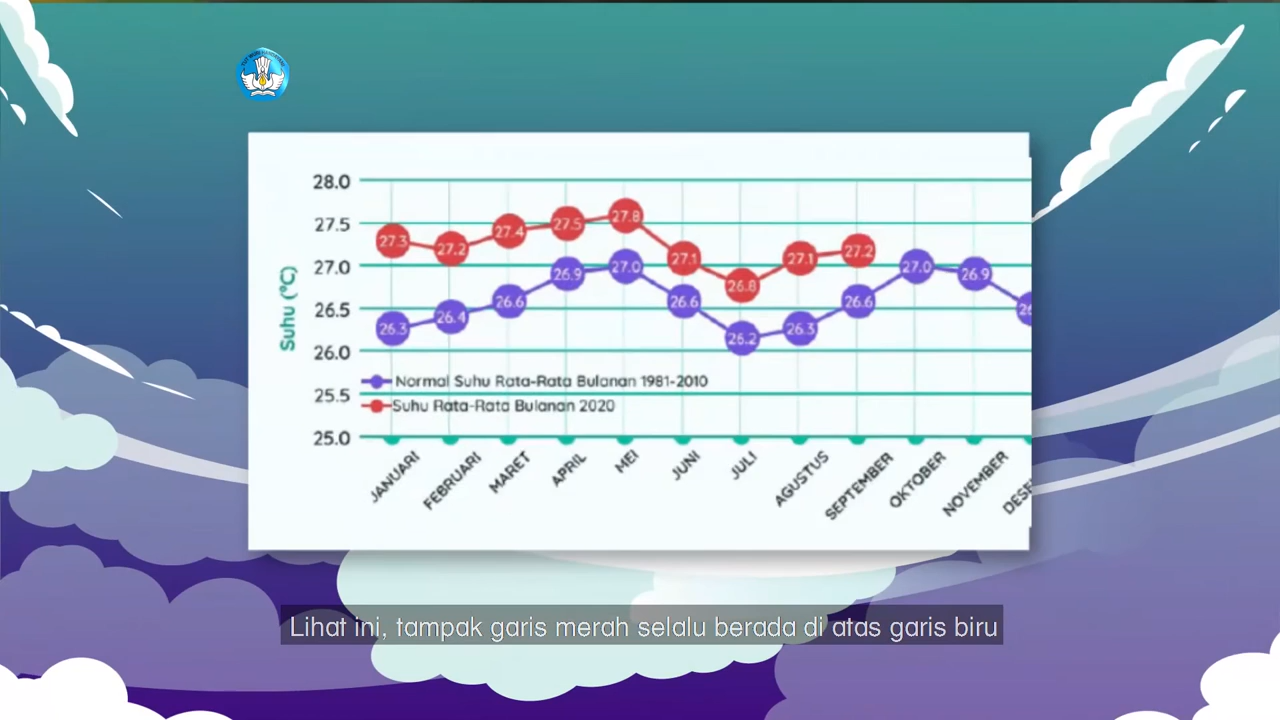 28.0
27.5
27.0
26.5
26.0
25.5
25.0
Suhu (°C)
27.3 27.2 27.4 27.5 27.8 27.1 26.8 27.1 27.2
26.3 26.4 26.6 26.9 27.0 26.6 26.2 26.3 26.6 27.0 26.9
Normal Suhu Rata-Rata Bulanan 1981-2010
Suhu Rata-Rata Bulanan 2020
JANUARI FEBRUARI MARET APRIL MEI JUNI JULI AGUSTUS SEPTEMBER OKTOBER NOVEMBER
Lihat ini, tampak garis merah selalu berada di atas garis biru